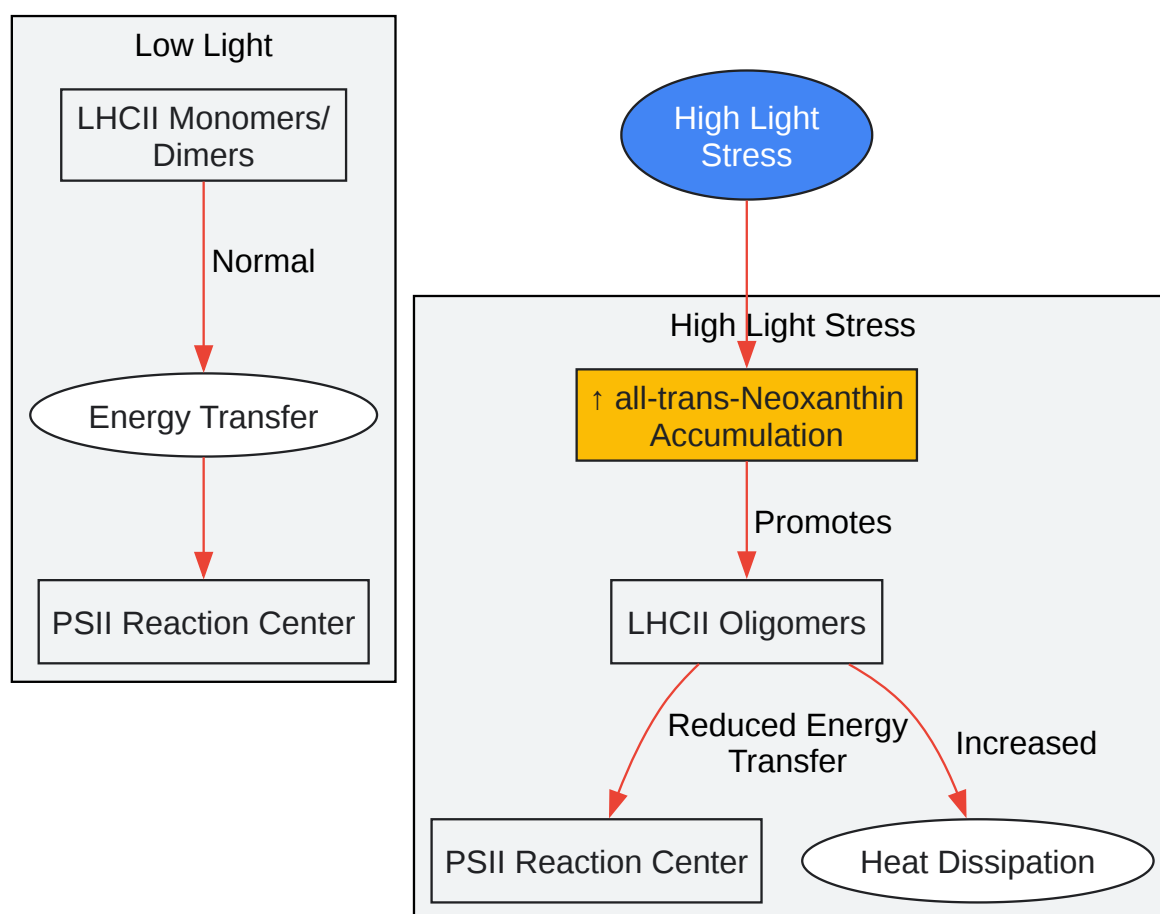 Low Light
LHCII Monomers/
Dimers
Normal
Energy Transfer
PSII Reaction Center
High Light
Stress
High Light Stress
↑ all-trans-Neoxanthin
Accumulation
Promotes
LHCII Oligomers
Reduced Energy
Transfer
Increased
PSII Reaction Center
Heat Dissipation